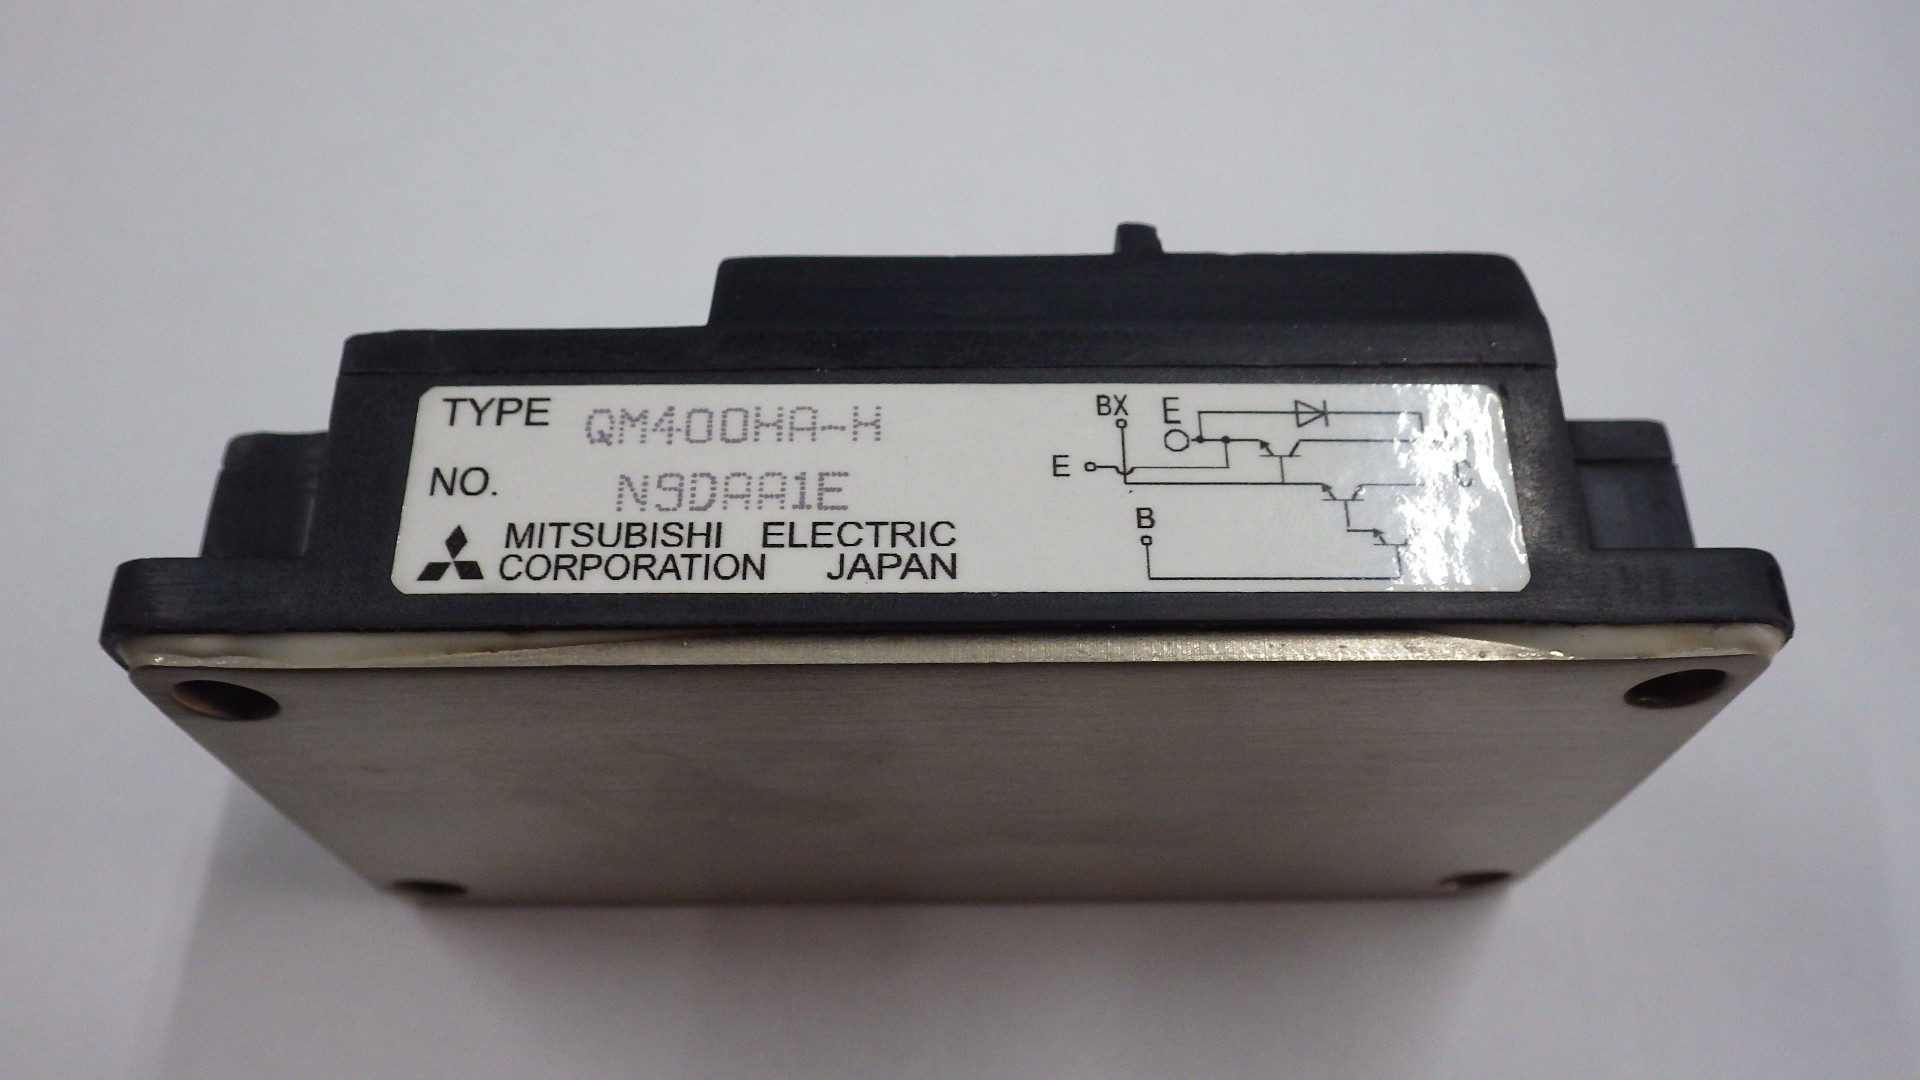 TYPE QM400HA-H
NO. N9DAA1E
MITSUBISHI ELECTRIC
CORPORATION JAPAN
BX E
E
C
B